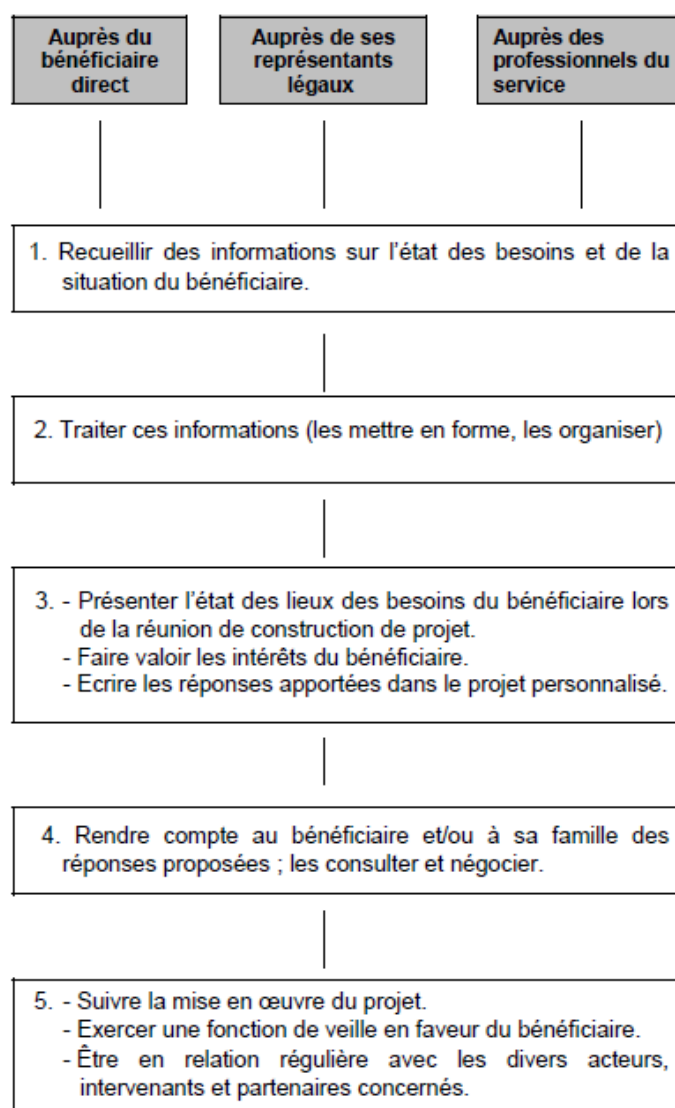 Auprès du
bénéficiaire
direct
Auprès de ses
représentants
légaux
Auprès des
professionnels du
service
1. Recueillir des informations sur l'état des besoins et de la
situation du bénéficiaire.
2. Traiter ces informations (les mettre en forme, les organiser)
3. - Présenter l'état des lieux des besoins du bénéficiaire lors
de la réunion de construction de projet.
- Faire valoir les intérêts du bénéficiaire.
- Ecrire les réponses apportées dans le projet personnalisé.
4. Rendre compte au bénéficiaire et/ou à sa famille des
réponses proposées ; les consulter et négocier.
5. - Suivre la mise en œuvre du projet.
- Exercer une fonction de veille en faveur du bénéficiaire.
- Être en relation régulière avec les divers acteurs,
intervenants et partenaires concernés.